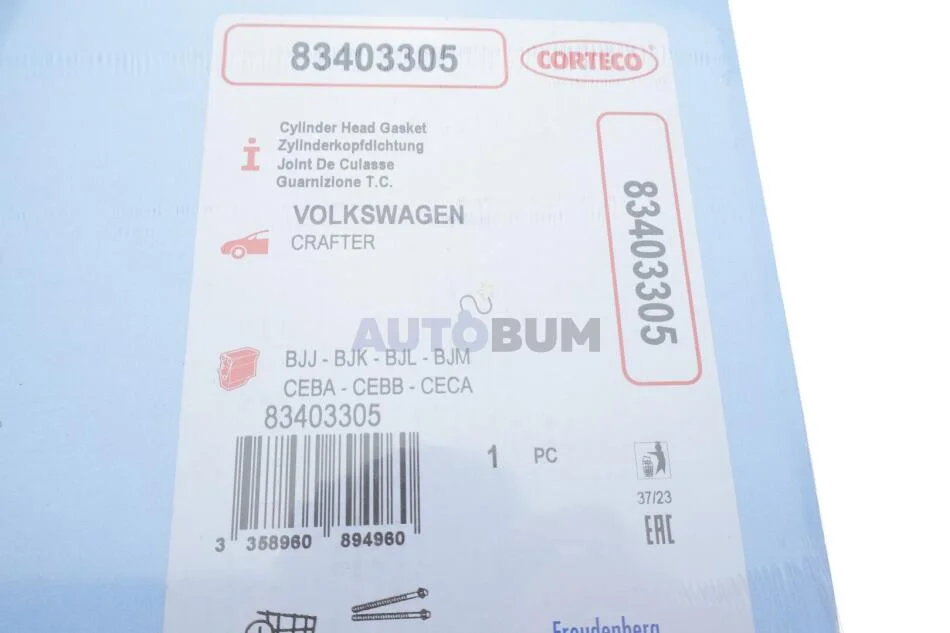 83403305
CORTECO
Cylinder Head Gasket
Zylinderkopfdichtung
Joint De Culasse
Guarnizione T.C.
VOLKSWAGEN
CRAFTER
83403305
AUTOBUM
BJJ - BJK - BJL - BJM
CEBA - CEBB - CECA
83403305
1 PC
3 358960 894960
37/23
EAC
Freudenberg